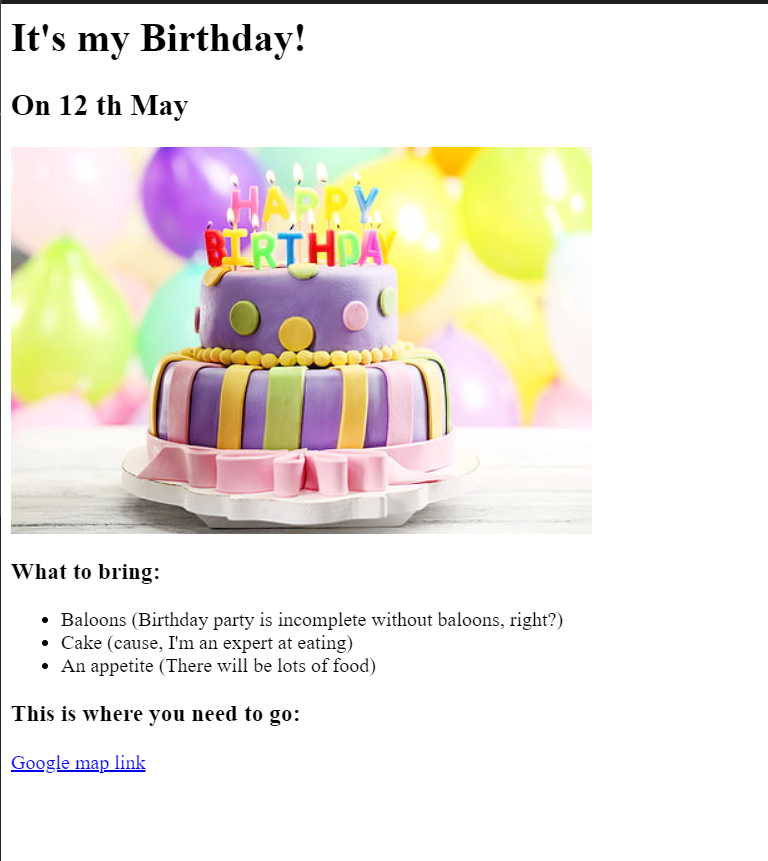 It's my Birthday!
On 12 th May
HAPPY
BIRTHDAY
What to bring:
Baloons (Birthday party is incomplete without baloons, right?)
Cake (cause, I'm an expert at eating)
An appetite (There will be lots of food)
This is where you need to go:
Google map link